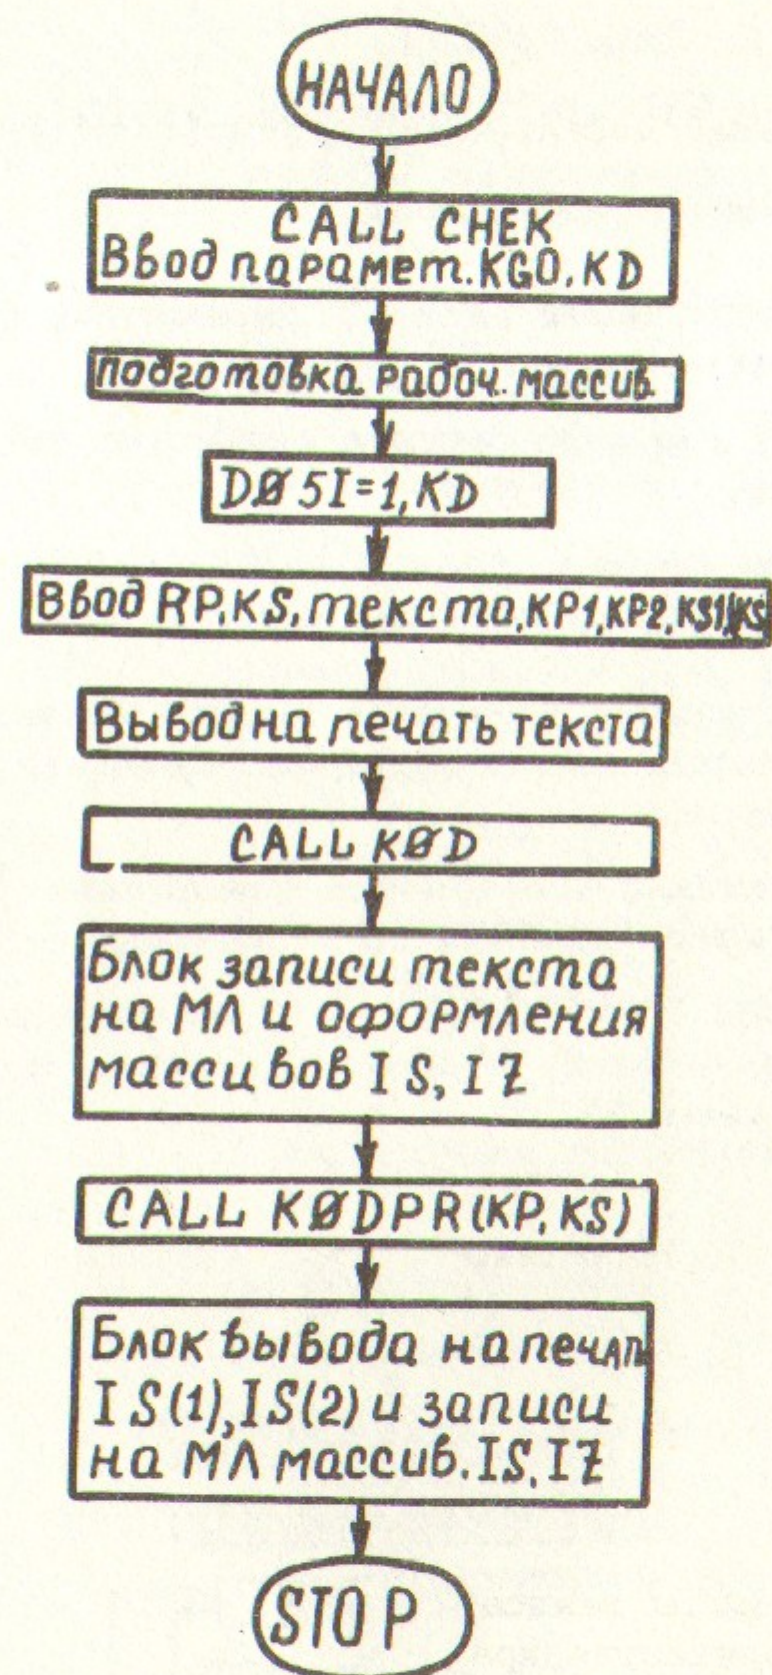 НАЧАЛО
CALL CHEK
Ввод парамет. KGO, KD
подготовка рабоч. массив.
DØ 5I=1, KD
Ввод RP, KS, текста, KP1, KP2, KS1, KS
Вывод на печать текста
CALL KØD
Блок записи текста
на МЛ и оформления
массивов IS, IZ
CALL KØDPR(KP, KS)
Блок вывода на печать
IS(1), IS(2) и записи
на МЛ массив. IS, IZ
STOP